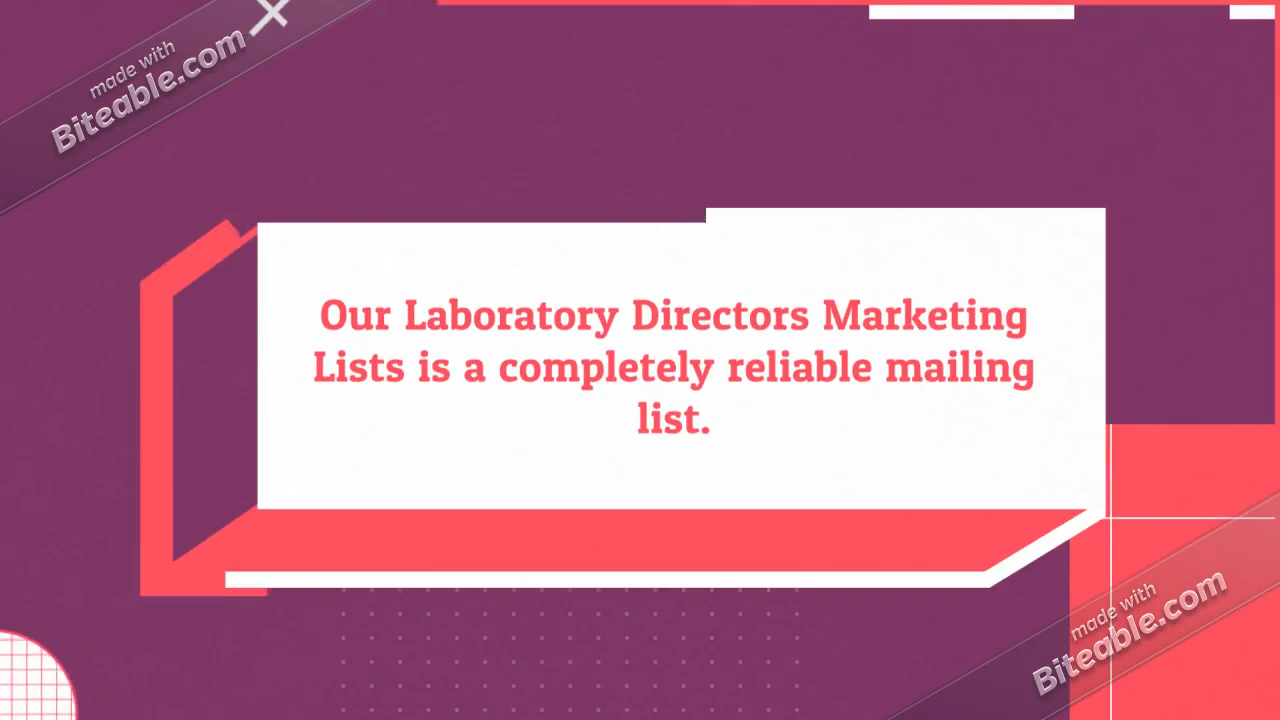 made with
Biteable.com
Our Laboratory Directors Marketing
Lists is a completely reliable mailing
list.
made with
Biteable.com